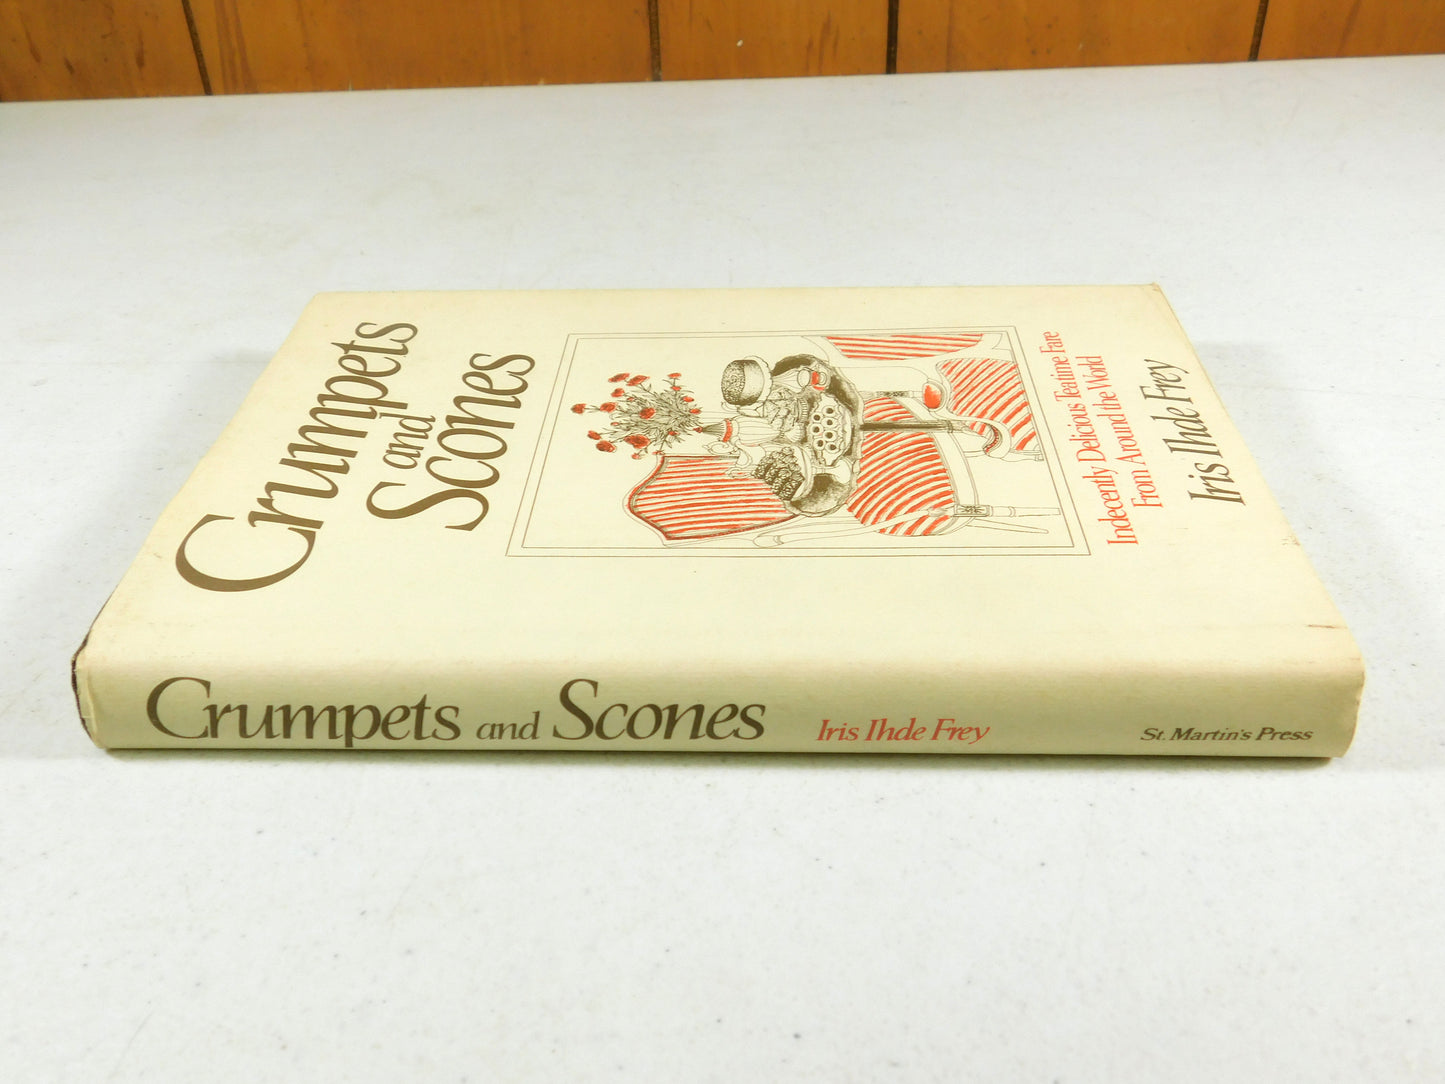 Crumpets
and
Scones
Indecently Delicious Teatime Fare
From Around the World
Iris Ihde Frey
Crumpets and Scones Iris Ihde Frey St. Martin's Press